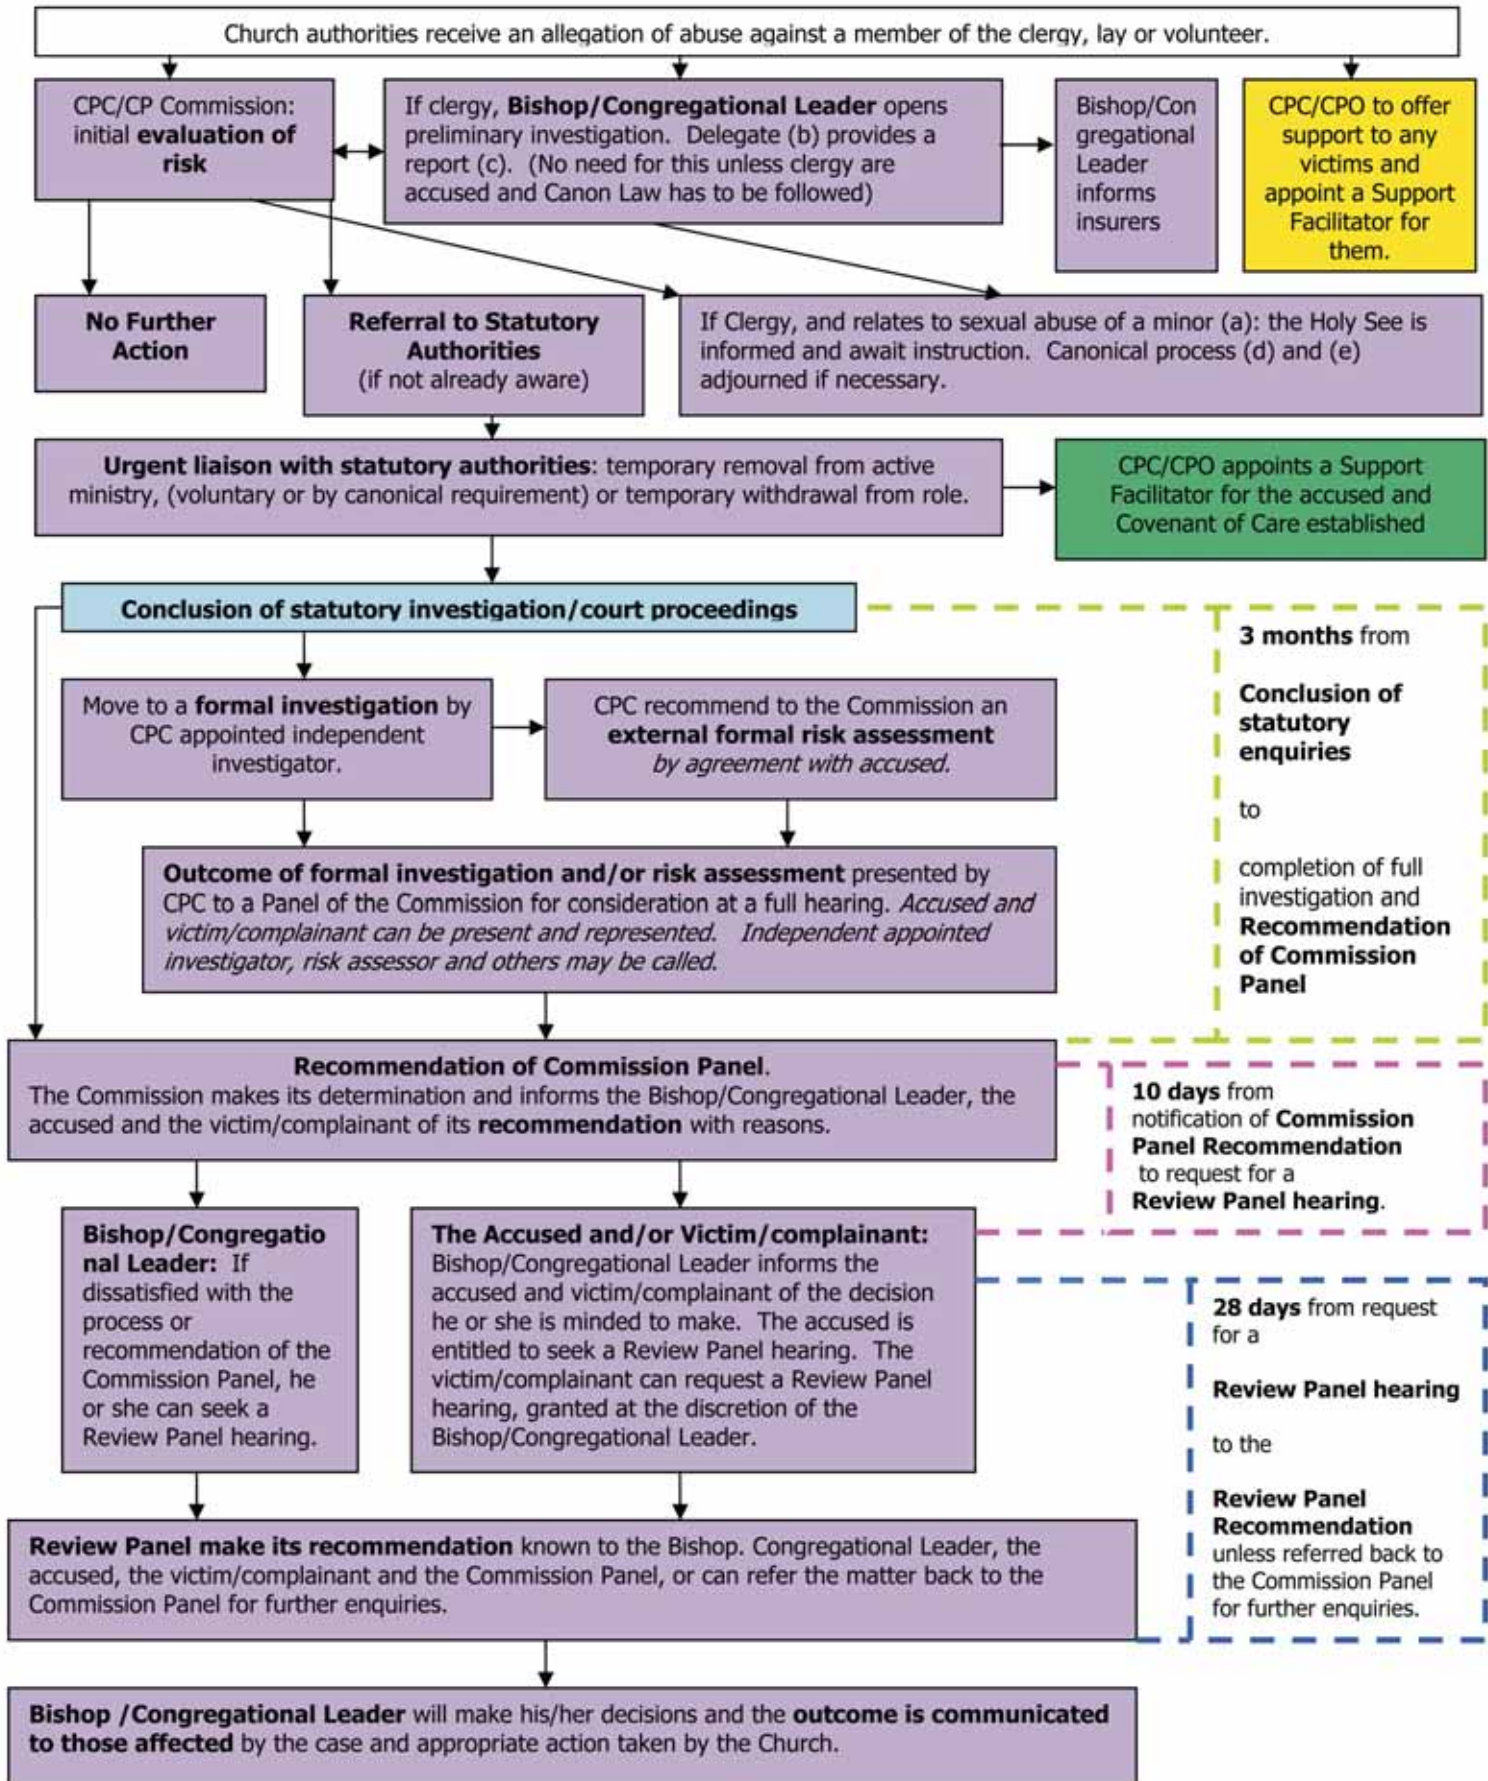 Church authorities receive an allegation of abuse against a member of the clergy, lay or volunteer.
CPC/CP Commission:
initial evaluation of
risk
If clergy, Bishop/Congregational Leader opens
preliminary investigation. Delegate (b) provides a
report (c). (No need for this unless clergy are
accused and Canon Law has to be followed)
Bishop/Con
gregational
Leader
informs
insurers
CPC/CPO to offer
support to any
victims and
appoint a Support
Facilitator for
them.
No Further
Action
Referral to Statutory
Authorities
(if not already aware)
If Clergy, and relates to sexual abuse of a minor (a): the Holy See is
informed and await instruction. Canonical process (d) and (e)
adjourned if necessary.
Urgent liaison with statutory authorities: temporary removal from active
ministry, (voluntary or by canonical requirement) or temporary withdrawal from role.
CPC/CPO appoints a Support
Facilitator for the accused and
Covenant of Care established
Conclusion of statutory investigation/court proceedings
Move to a formal investigation by
CPC appointed independent
investigator.
CPC recommend to the Commission an
external formal risk assessment
by agreement with accused.
Outcome of formal investigation and/or risk assessment presented by
CPC to a Panel of the Commission for consideration at a full hearing. Accused and
victim/complainant can be present and represented. Independent appointed
investigator, risk assessor and others may be called.
3 months from
Conclusion of
statutory
enquiries
to
completion of full
investigation and
Recommendation
of Commission
Panel
Recommendation of Commission Panel.
The Commission makes its determination and informs the Bishop/Congregational Leader, the
accused and the victim/complainant of its recommendation with reasons.
10 days from
notification of Commission
Panel Recommendation
to request for a
Review Panel hearing.
Bishop/Congregatio
nal Leader: If
dissatisfied with the
process or
recommendation of the
Commission Panel, he
or she can seek a
Review Panel hearing.
The Accused and/or Victim/complainant:
Bishop/Congregational Leader informs the
accused and victim/complainant of the decision
he or she is minded to make. The accused is
entitled to seek a Review Panel hearing. The
victim/complainant can request a Review Panel
hearing, granted at the discretion of the
Bishop/Congregational Leader.
28 days from request
for a
Review Panel hearing
to the
Review Panel
Recommendation
unless referred back to
the Commission Panel
for further enquiries.
Review Panel make its recommendation known to the Bishop. Congregational Leader, the
accused, the victim/complainant and the Commission Panel, or can refer the matter back to the
Commission Panel for further enquiries.
Bishop /Congregational Leader will make his/her decisions and the outcome is communicated
to those affected by the case and appropriate action taken by the Church.